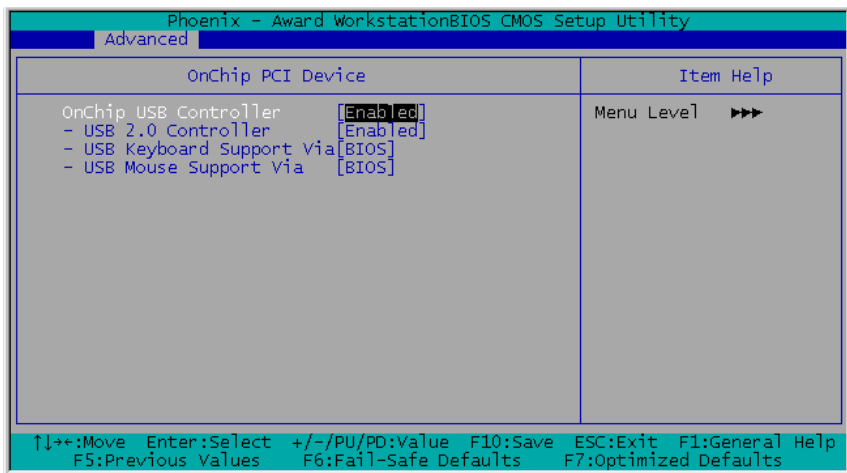 Phoenix - Award WorkstationBIOS CMOS Setup Utility
Advanced
OnChip PCI Device
Item Help
OnChip USB Controller [Enabled]
- USB 2.0 Controller [Enabled]
- USB Keyboard Support Via[BIOS]
- USB Mouse Support Via [BIOS]
Menu Level ►►►
↑↓→←:Move Enter:Select +/-/PU/PD:Value F10:Save ESC:Exit F1:General Help
F5:Previous Values F6:Fail-Safe Defaults F7:Optimized Defaults